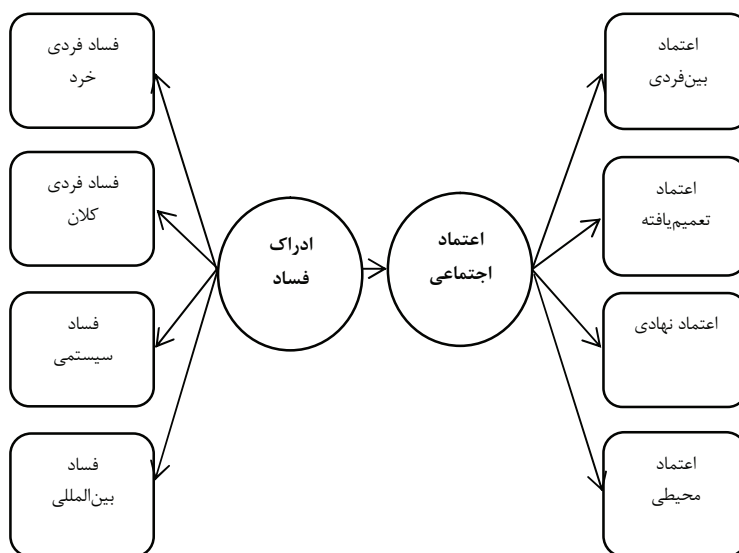 فساد فردی
خرد
فساد فردی
کلان
فساد
سیستمی
فساد
بین‌المللی
ادراک
فساد
اعتماد
اجتماعی
اعتماد
بین‌فردی
اعتماد
تعمیم‌یافته
اعتماد نهادی
اعتماد
محیطی